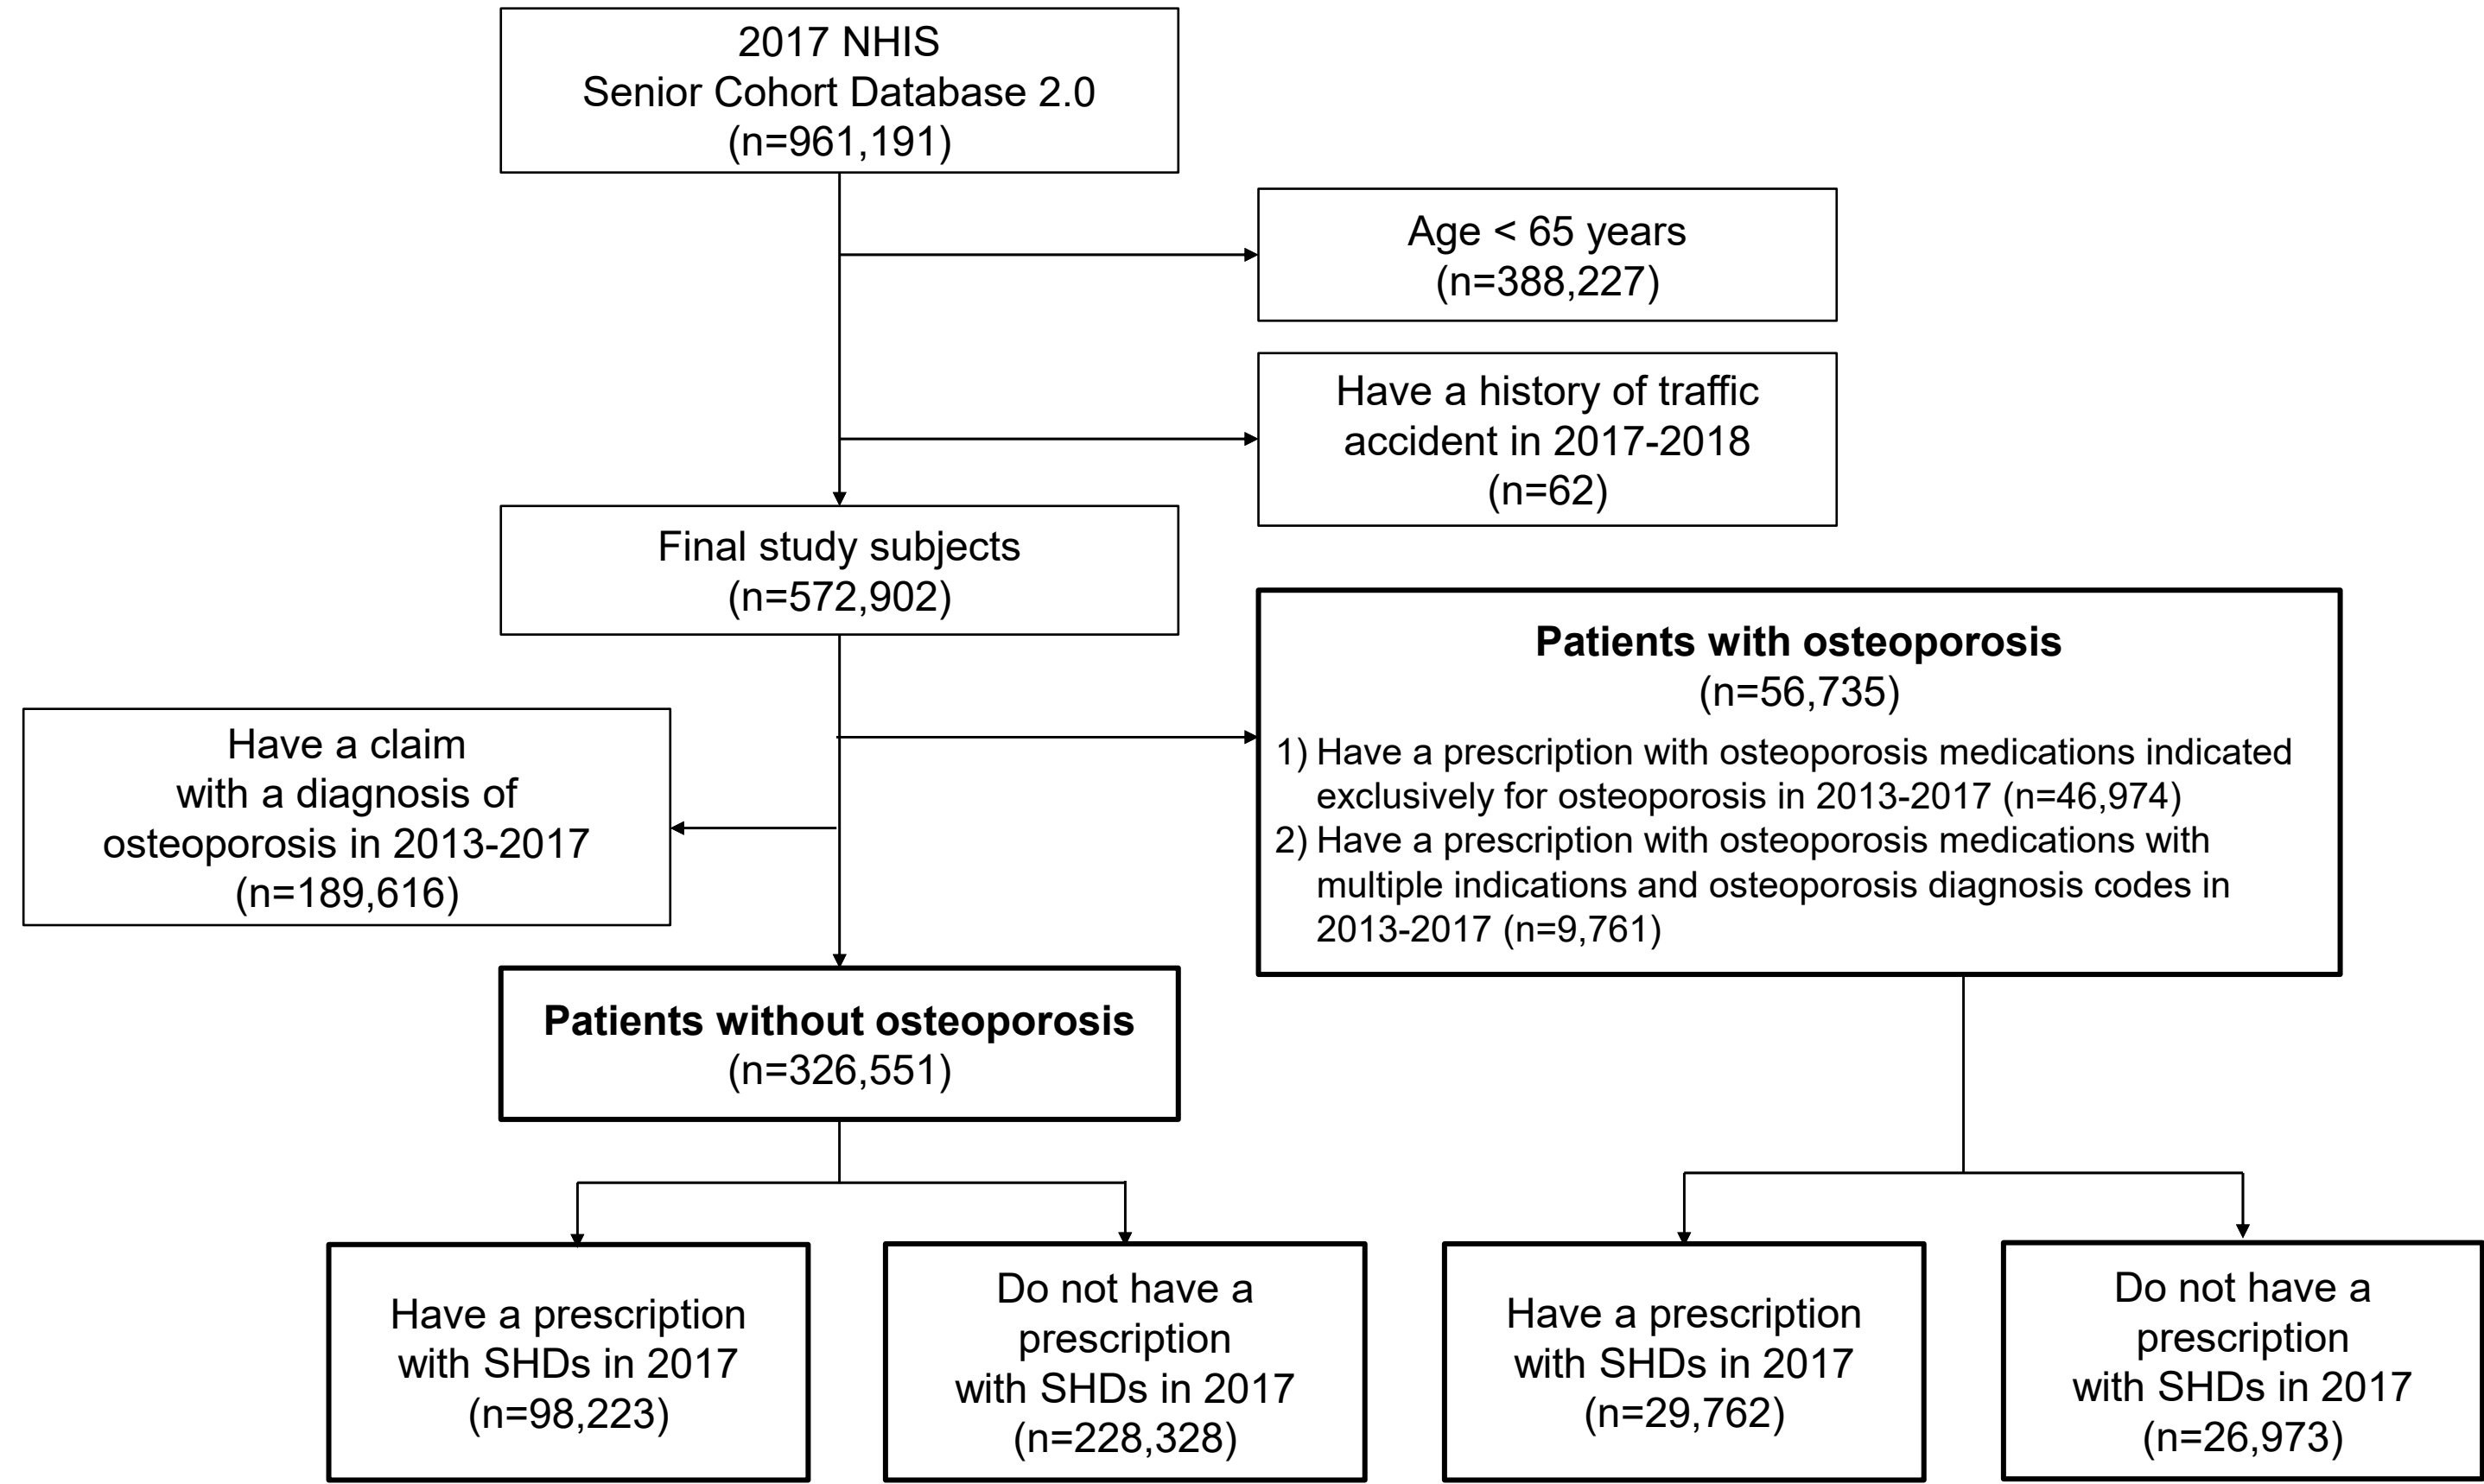 2017 NHIS
Senior Cohort Database 2.0
(n=961,191)
Age < 65 years
(n=388,227)
Have a history of traffic
accident in 2017-2018
(n=62)
Final study subjects
(n=572,902)
Patients with osteoporosis
(n=56,735)
1) Have a prescription with osteoporosis medications indicated
exclusively for osteoporosis in 2013-2017 (n=46,974)
2) Have a prescription with osteoporosis medications with
multiple indications and osteoporosis diagnosis codes in
2013-2017 (n=9,761)
Have a claim
with a diagnosis of
osteoporosis in 2013-2017
(n=189,616)
Patients without osteoporosis
(n=326,551)
Have a prescription
with SHDs in 2017
(n=98,223)
Do not have a
prescription
with SHDs in 2017
(n=228,328)
Have a prescription
with SHDs in 2017
(n=29,762)
Do not have a
prescription
with SHDs in 2017
(n=26,973)